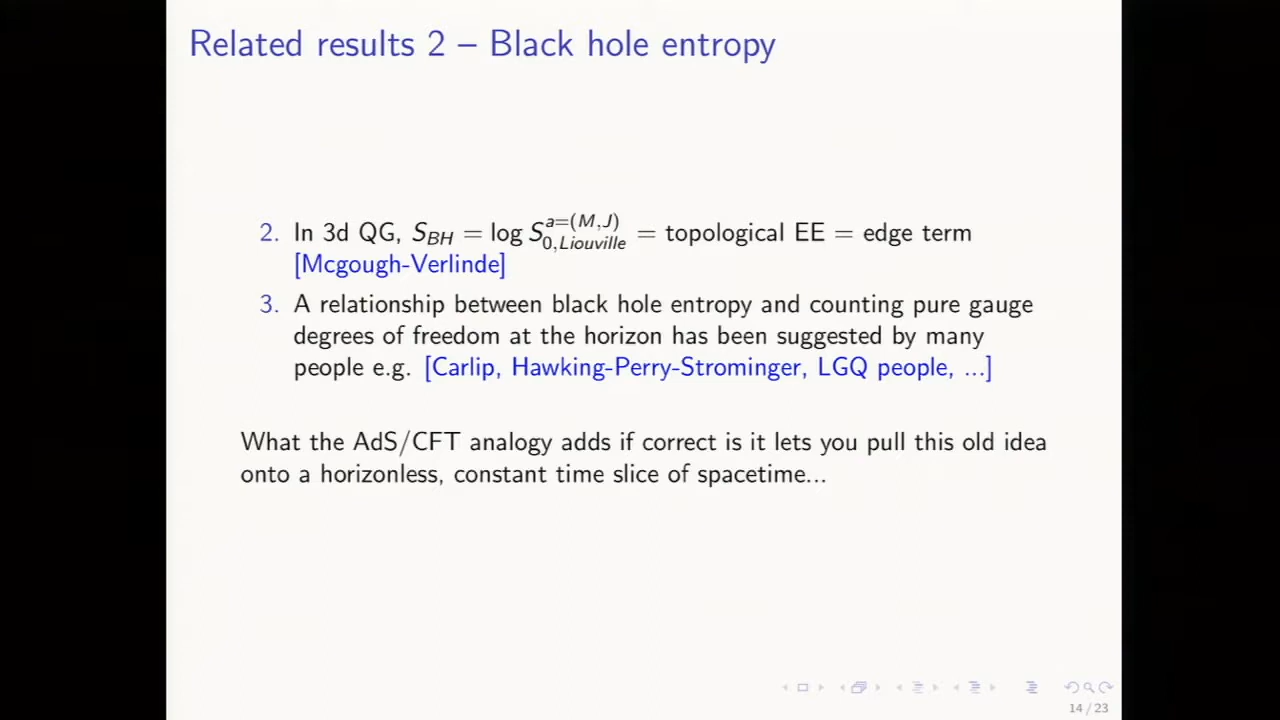 Related results 2 – Black hole entropy
2. In 3d QG, S_{BH} = log S_{0,Liouville}^{a=(M,J)} = topological EE = edge term
[Mcgough-Verlinde]
3. A relationship between black hole entropy and counting pure gauge
degrees of freedom at the horizon has been suggested by many
people e.g. [Carlip, Hawking-Perry-Strominger, LGQ people, ...]
What the AdS/CFT analogy adds if correct is it lets you pull this old idea
onto a horizonless, constant time slice of spacetime...
14 / 23